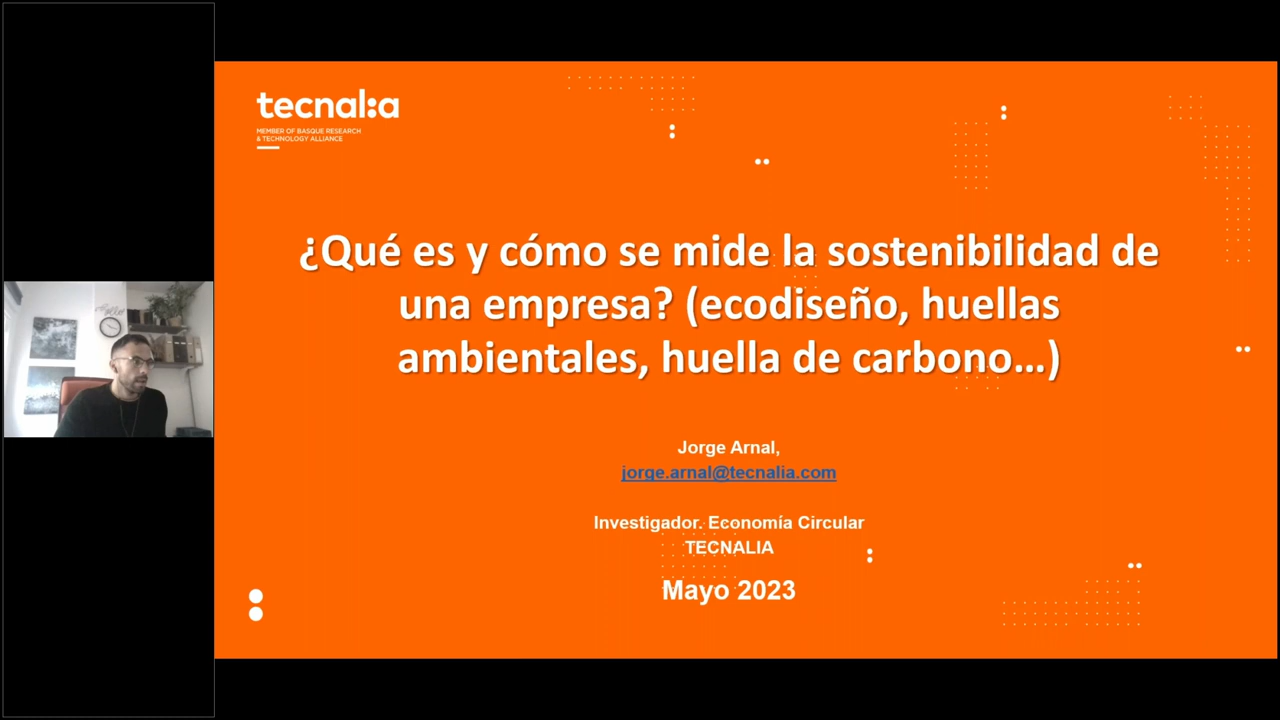 tecnal:a
MEMBER OF BASQUE RESEARCH
& TECHNOLOGY ALLIANCE
¿Qué es y cómo se mide la sostenibilidad de
una empresa? (ecodiseño, huellas
ambientales, huella de carbono...)
Jorge Arnal,
jorge.arnal@tecnalia.com
Investigador. Economía Circular
TECNALIA
Mayo 2023